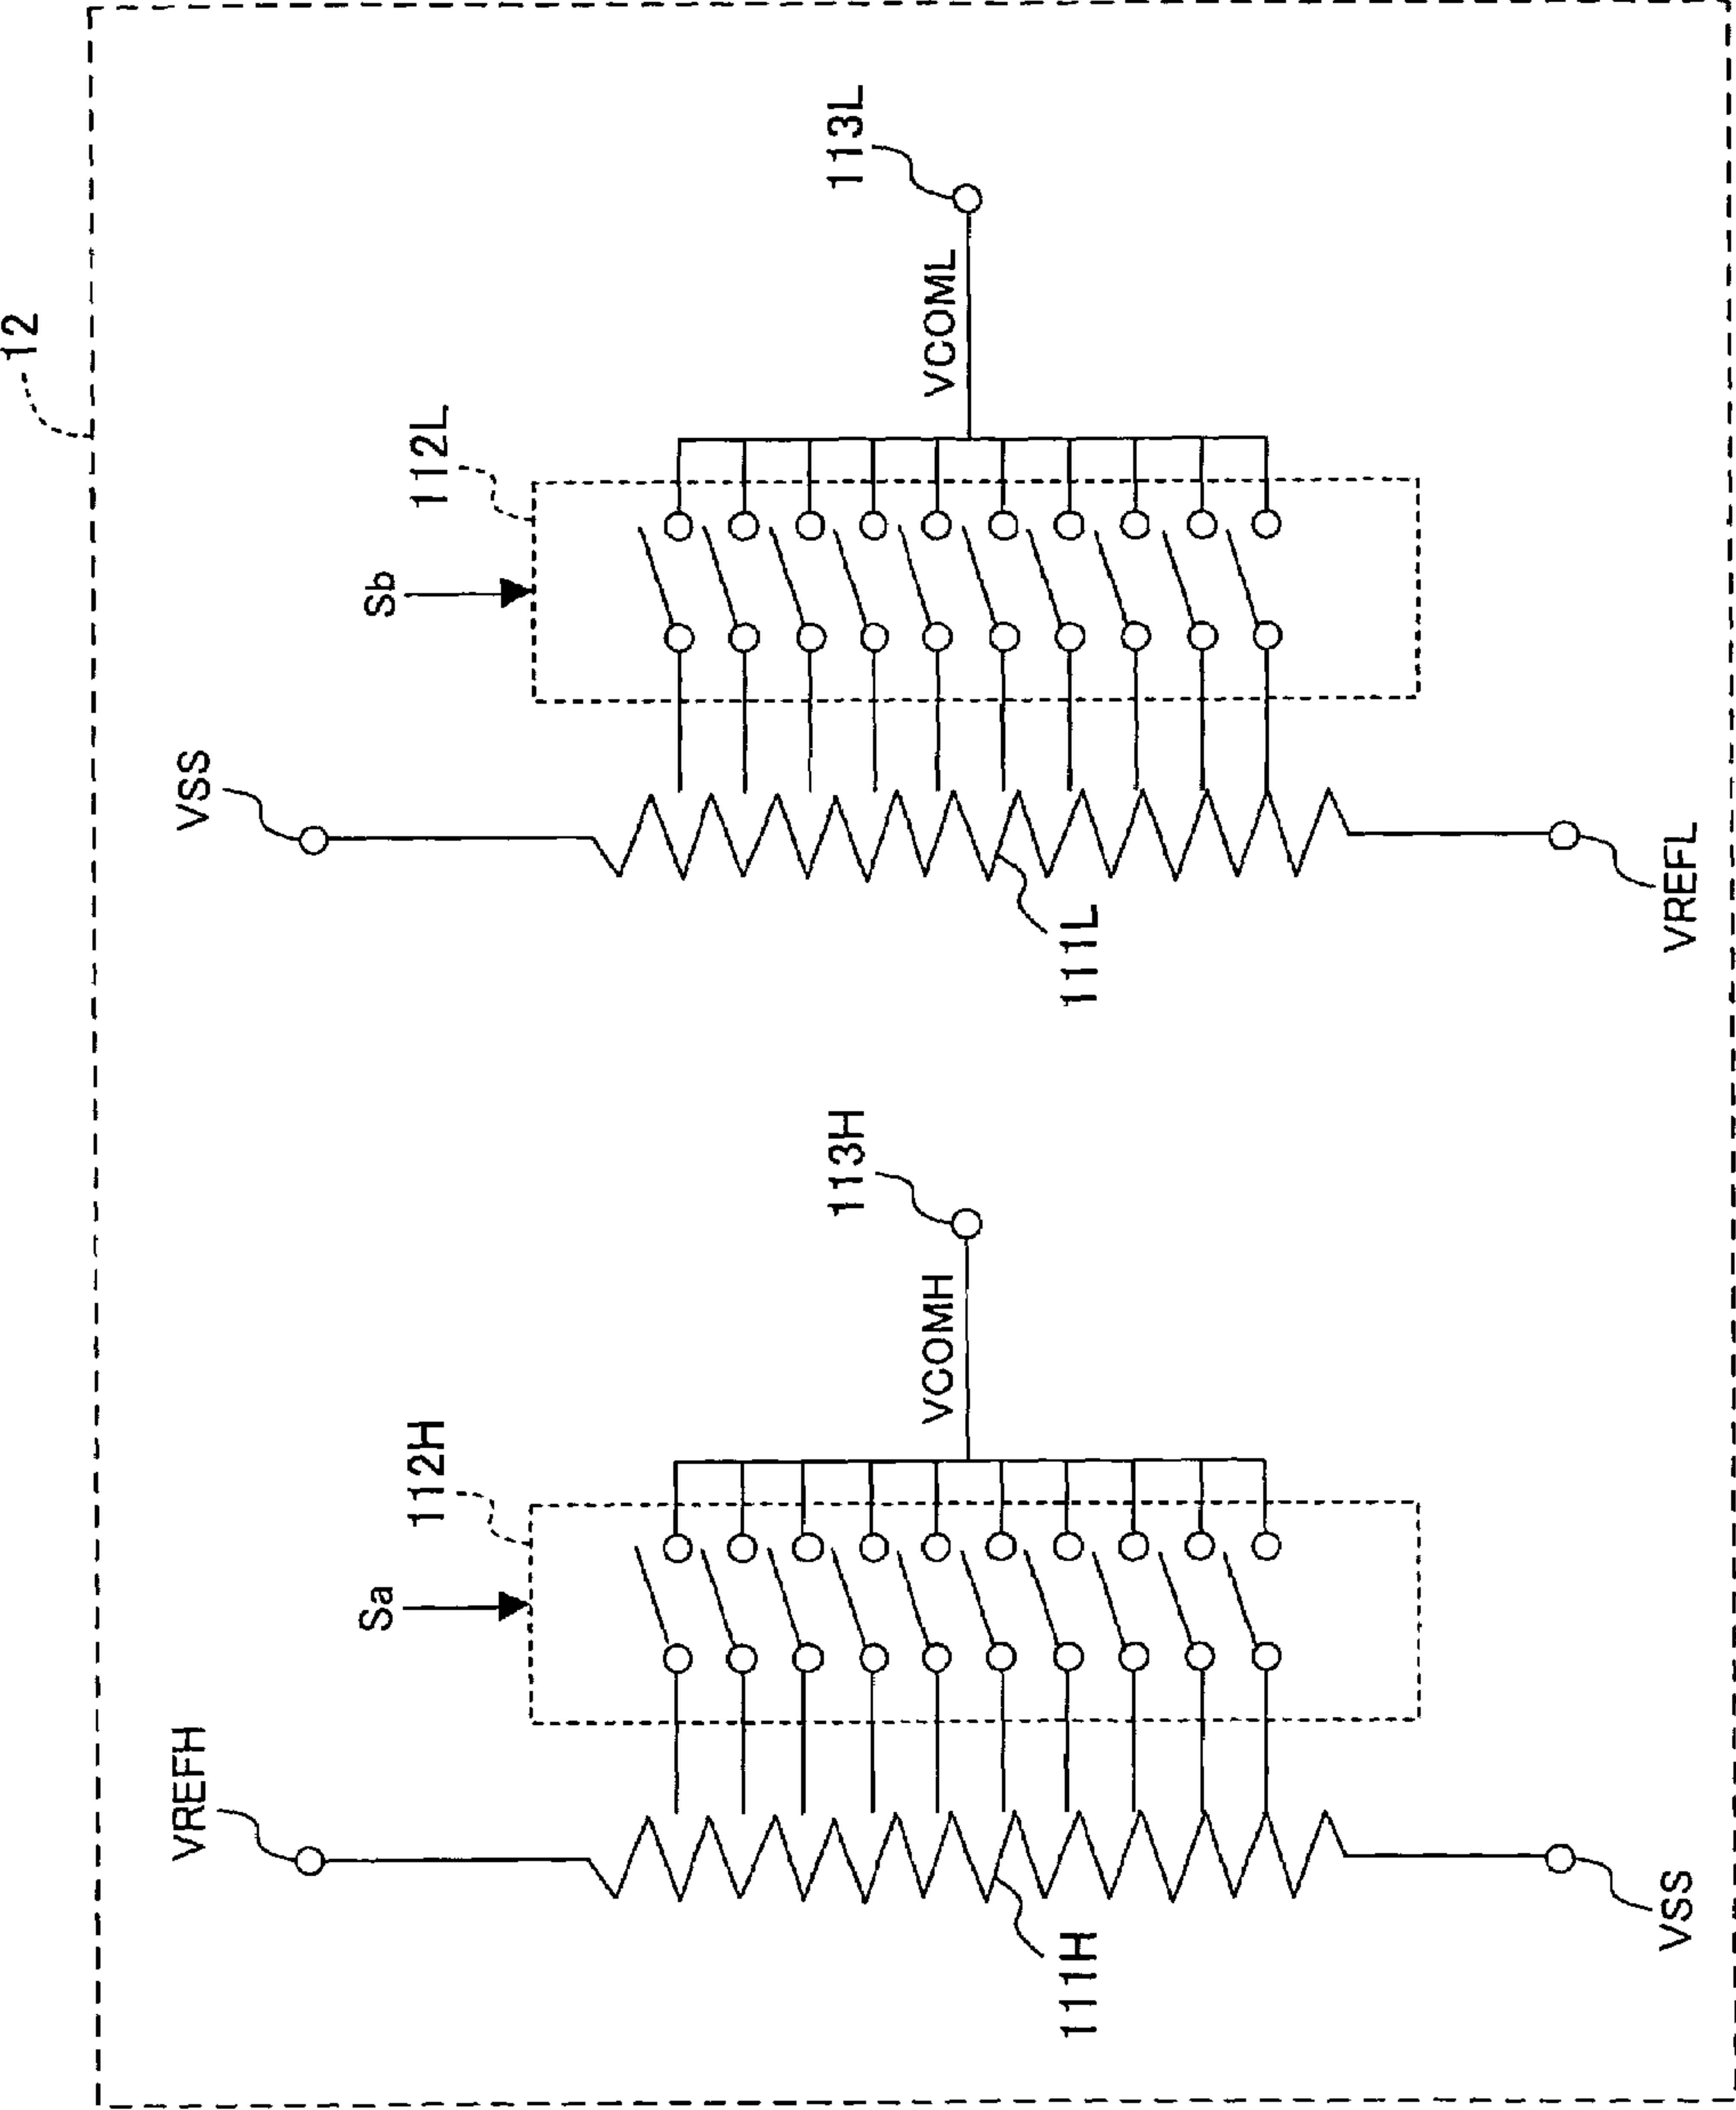 12
VREFH
Sa
112H
VCOMH
113H
111H
VSS
VSS
Sb
112L
VCOML
113L
111L
VREFL